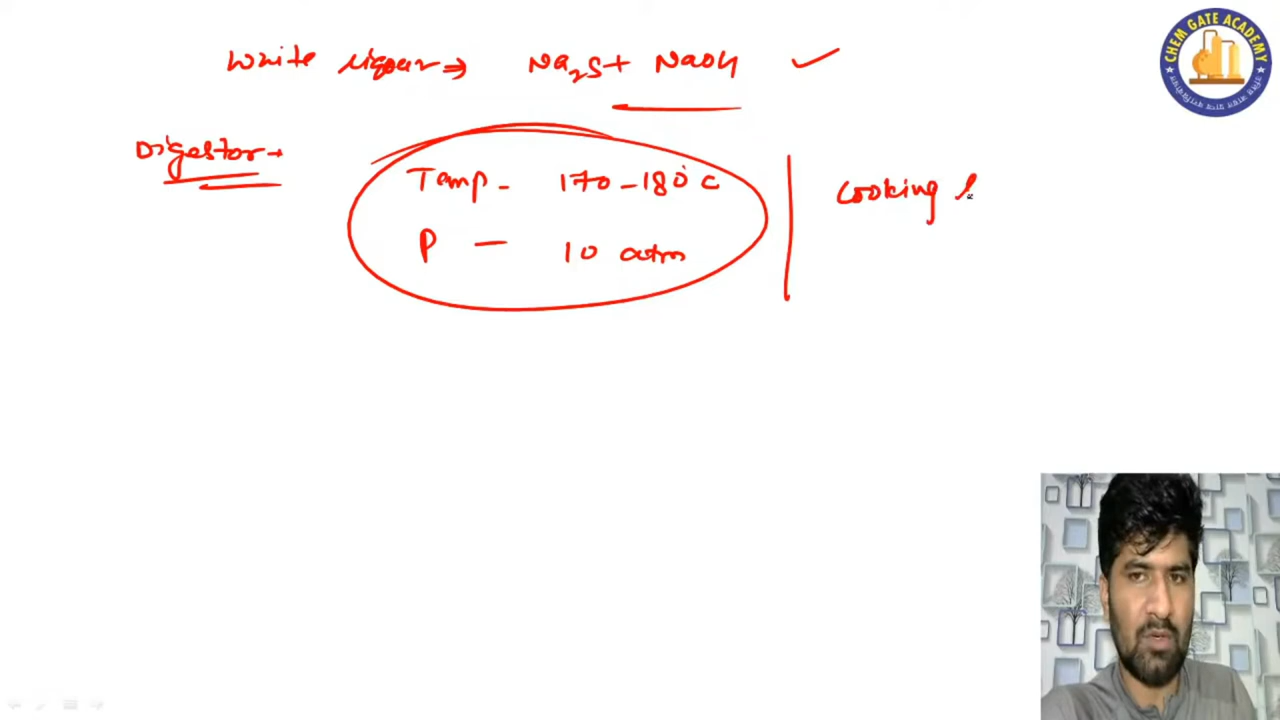 White liquor → Na₂S + NaOH ✓
Digestor →
Temp - 170 - 180°C
P - 10 atm
cooking l
CHEM GATE ACADEMY